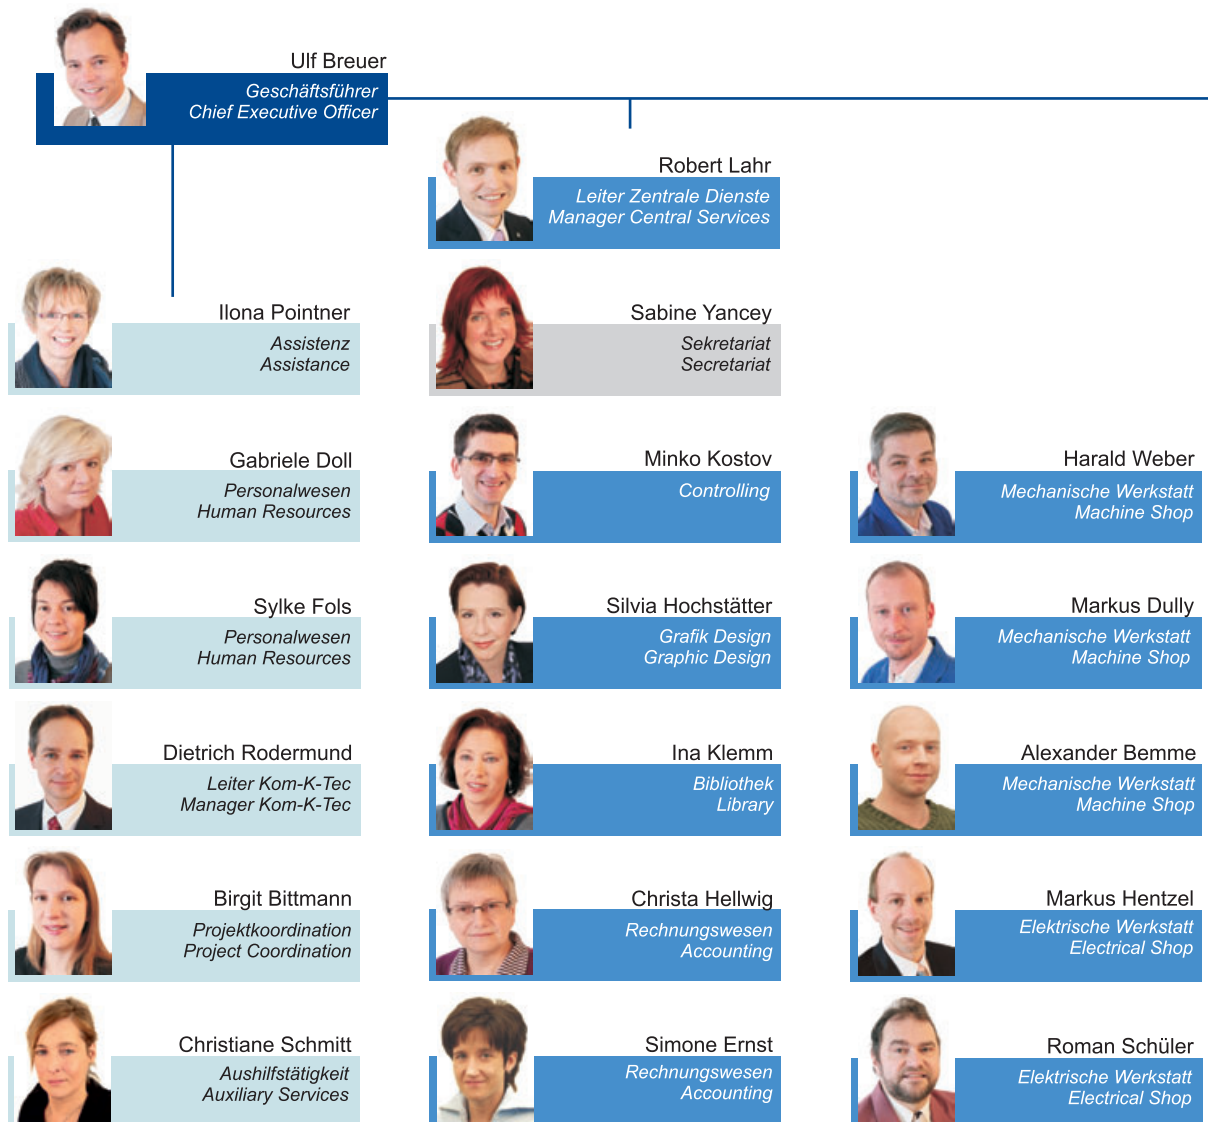 Ulf Breuer
Geschäftsführer
Chief Executive Officer
Robert Lahr
Leiter Zentrale Dienste
Manager Central Services
Ilona Pointner
Assistenz
Assistance
Sabine Yancey
Sekretariat
Secretariat
Gabriele Doll
Personalwesen
Human Resources
Minko Kostov
Controlling
Harald Weber
Mechanische Werkstatt
Machine Shop
Sylke Fols
Personalwesen
Human Resources
Silvia Hochstätter
Grafik Design
Graphic Design
Markus Dully
Mechanische Werkstatt
Machine Shop
Dietrich Rodermund
Leiter Kom-K-Tec
Manager Kom-K-Tec
Ina Klemm
Bibliothek
Library
Alexander Bemme
Mechanische Werkstatt
Machine Shop
Birgit Bittmann
Projektkoordination
Project Coordination
Christa Hellwig
Rechnungswesen
Accounting
Markus Hentzel
Elektrische Werkstatt
Electrical Shop
Christiane Schmitt
Aushilfstätigkeit
Auxiliary Services
Simone Ernst
Rechnungswesen
Accounting
Roman Schüler
Elektrische Werkstatt
Electrical Shop